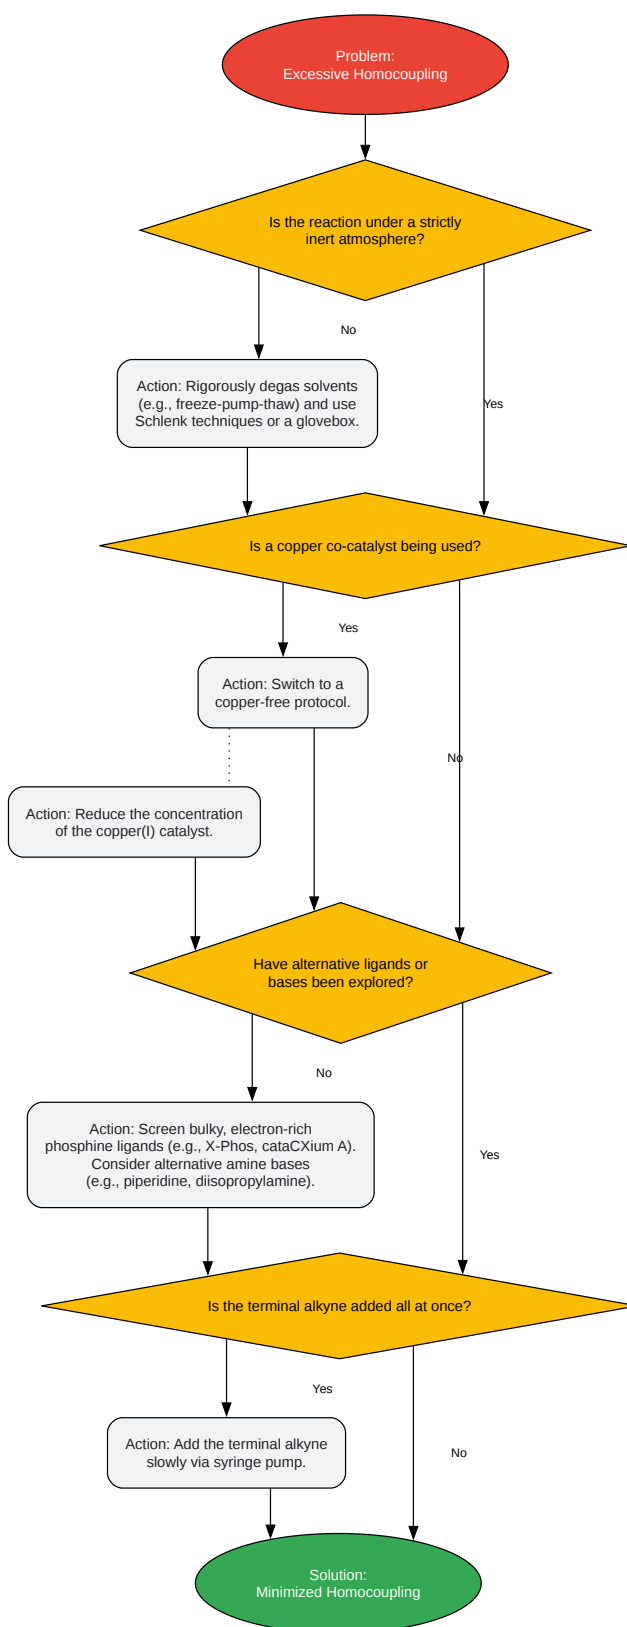 Problem:
Excessive Homocoupling
Is the reaction under a strictly
inert atmosphere?
No
Action: Rigorously degas solvents
(e.g., freeze-pump-thaw) and use
Schlenk techniques or a glovebox.
Yes
Is a copper co-catalyst being used?
Yes
Action: Switch to a
copper-free protocol.
No
Action: Reduce the concentration
of the copper(I) catalyst.
Have alternative ligands or
bases been explored?
No
Action: Screen bulky, electron-rich
phosphine ligands (e.g., X-Phos, cataCXium A).
Consider alternative amine bases
(e.g., piperidine, diisopropylamine).
Yes
Is the terminal alkyne added all at once?
Yes
Action: Add the terminal alkyne
slowly via syringe pump.
No
Solution:
Minimized Homocoupling